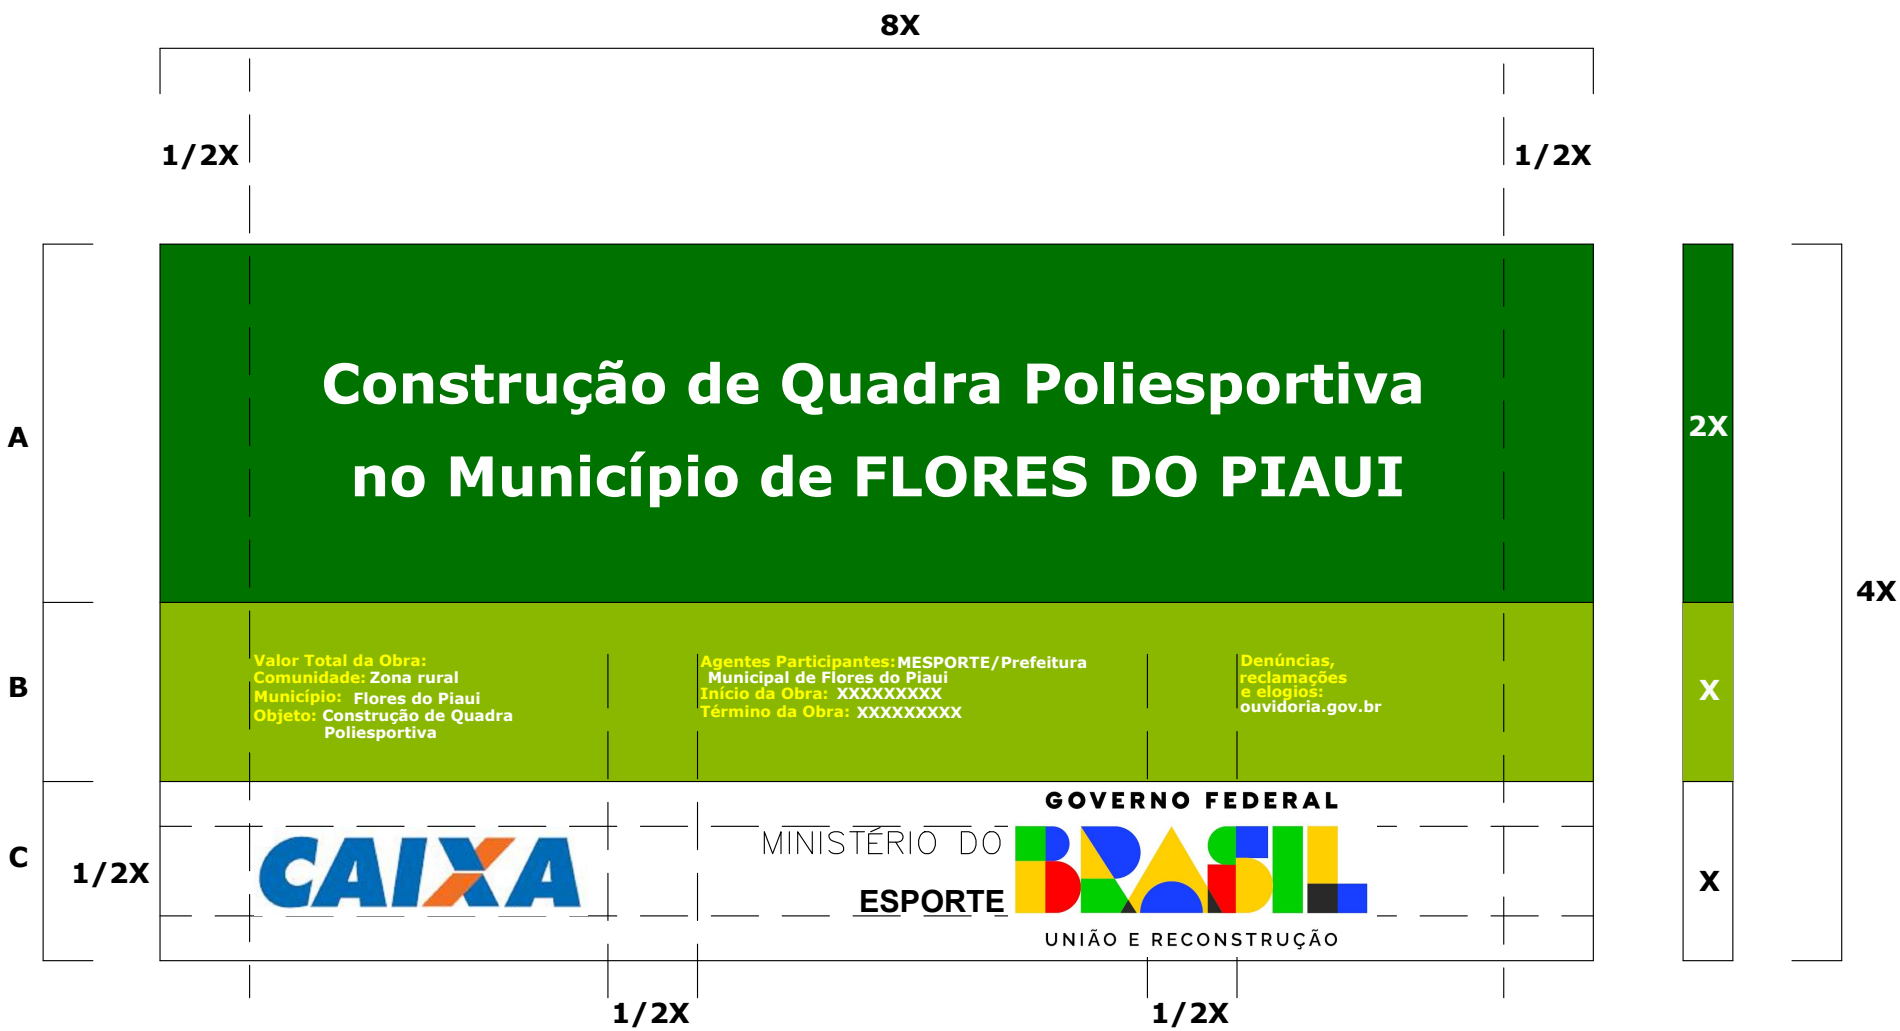 8X
1/2X
1/2X
Construção de Quadra Poliesportiva
no Município de FLORES DO PIAUI
A
2X
4X
Valor Total da Obra:
Comunidade: Zona rural
Município: Flores do Piaui
Objeto: Construção de Quadra
Poliesportiva
Agentes Participantes: MESPORTE/Prefeitura
Municipal de Flores do Piaui
Início da Obra: XXXXXXXXX
Término da Obra: XXXXXXXXX
Denúncias,
reclamações
e elogios:
ouvidoria.gov.br
B
X
C
1/2X
CAIXA
MINISTÉRIO DO
ESPORTE
GOVERNO FEDERAL
BRASIL
UNIÃO E RECONSTRUÇÃO
X
1/2X
1/2X